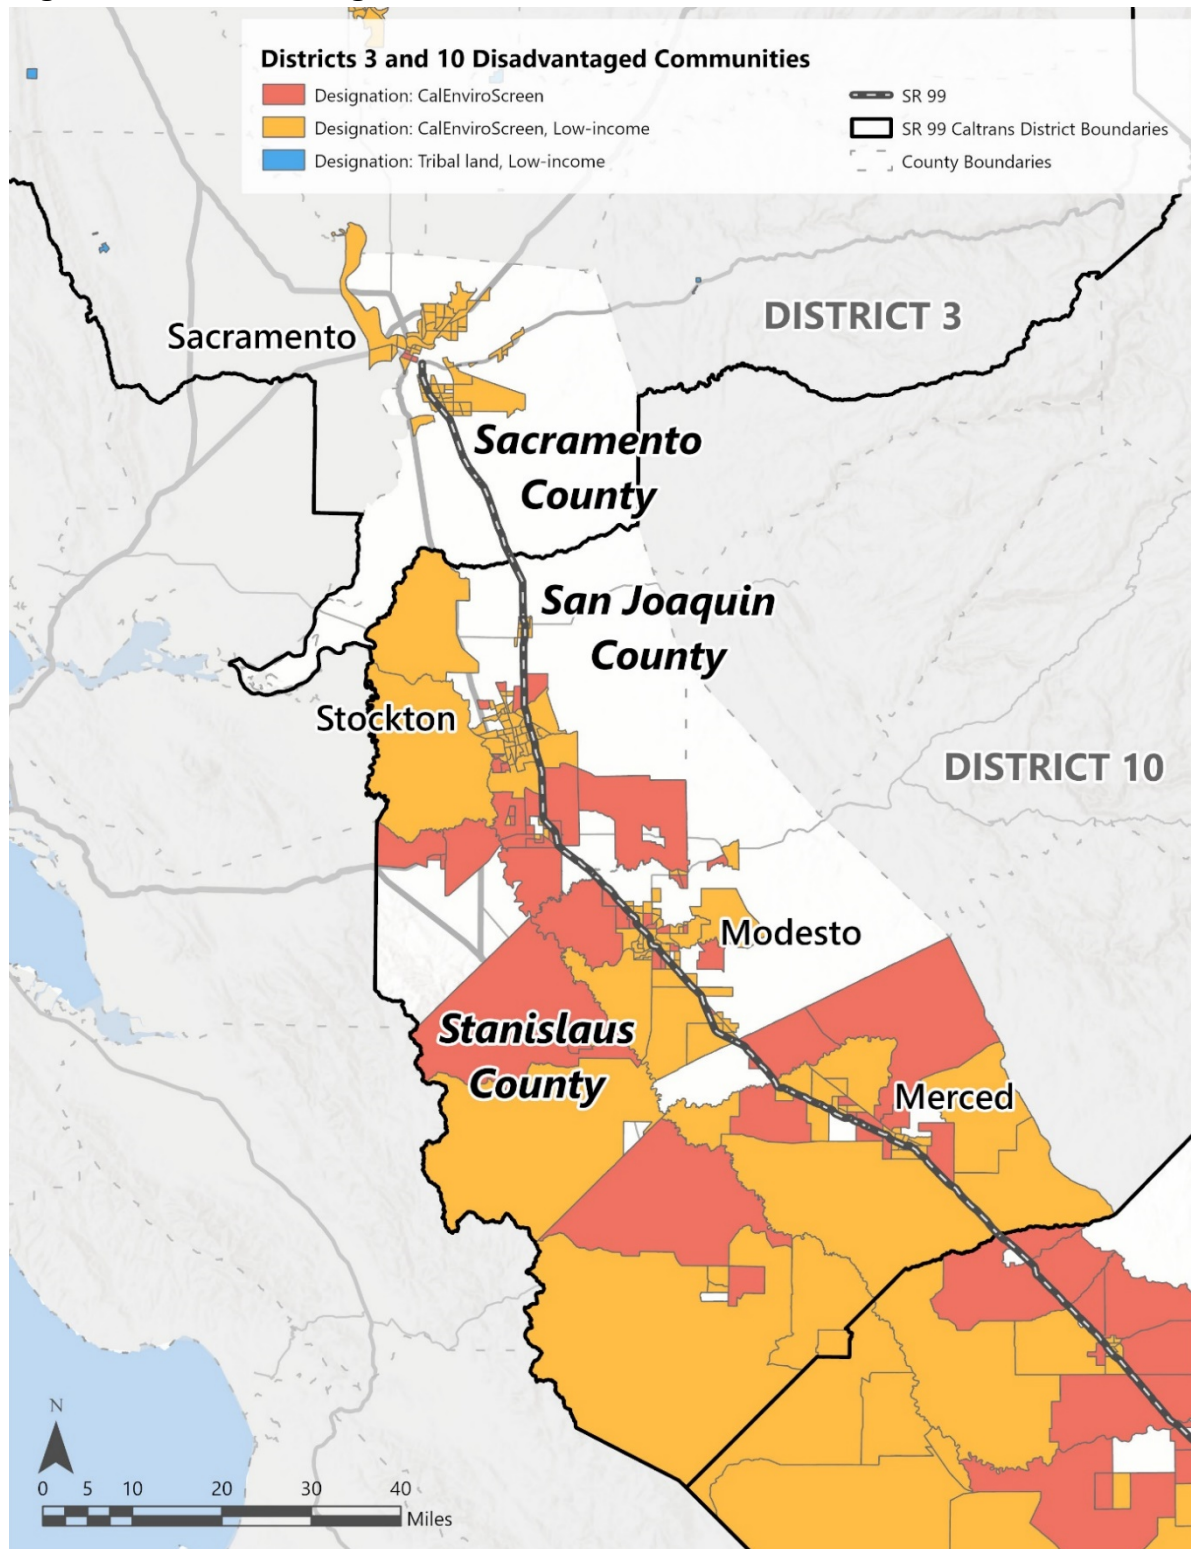 Districts 3 and 10 Disadvantaged Communities
Designation: CalEnviroScreen
Designation: CalEnviroScreen, Low-income
Designation: Tribal land, Low-income
SR 99
SR 99 Caltrans District Boundaries
County Boundaries
DISTRICT 3
Sacramento
Sacramento
County
San Joaquin
County
Stockton
DISTRICT 10
Modesto
Stanislaus
County
Merced
N
0 5 10 20 30 40
Miles